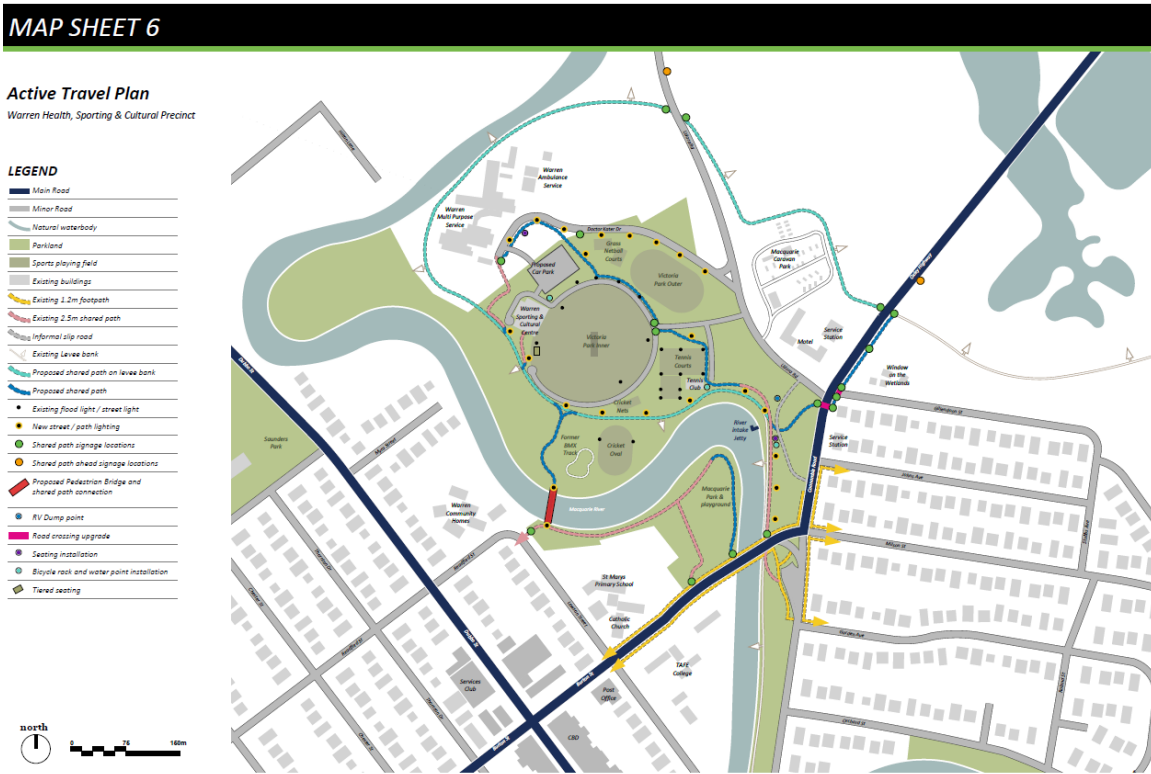 MAP SHEET 6
Active Travel Plan
Warren Health, Sporting & Cultural Precinct
LEGEND
Main Road
Minor Road
Natural waterbody
Parkland
Sports playing field
Existing buildings
Existing 1.2m footpath
Existing 2.5m shared path
Informal slip road
Existing Levee bank
Proposed shared path on levee bank
Proposed shared path
Existing flood light / street light
New street / path lighting
Shared path signage locations
Shared path ahead signage locations
Proposed Pedestrian Bridge and
shared path connection
RV Dump point
Road crossing upgrade
Seating installation
Bicycle rack and water point installation
Tiered seating
north
0 76 160m
Warren
Ambulance
Service
Warren
Multi Purpose
Service
Doctor Kater Dr
Gross
Netball
Courts
Proposed
Car Park
Victoria
Park Outer
Macquarie
Caravan
Park
Warren
Sporting &
Cultural
Centre
Victoria
Park Inner
Tennis
Courts
Tennis
Club
Motel
Service
Station
Window
on the
Wetlands
Cricket
Nets
Former
BMX
Track
Cricket
Oval
River
Intake
Jetty
Service
Station
Saunders
Park
Warren
Community
Homes
Macquarie River
Macquarie
Park &
playground
St Marys
Primary School
Catholic
Church
TAFE
College
Services
Club
Post
Office
CBD
Burton St
Burton St
Dubbo St